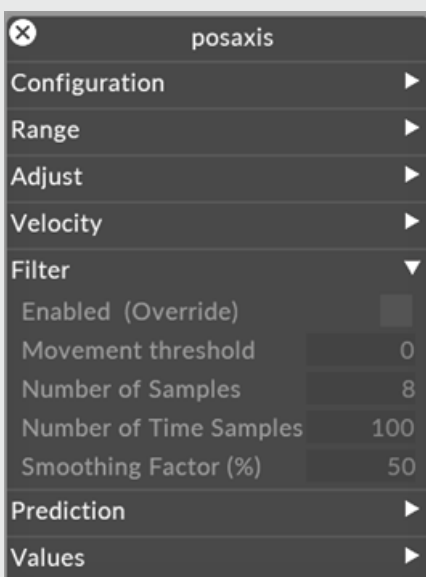 posaxis
Configuration
Range
Adjust
Velocity
Filter
Enabled (Override)
Movement threshold 0
Number of Samples 8
Number of Time Samples 100
Smoothing Factor (%) 50
Prediction
Values